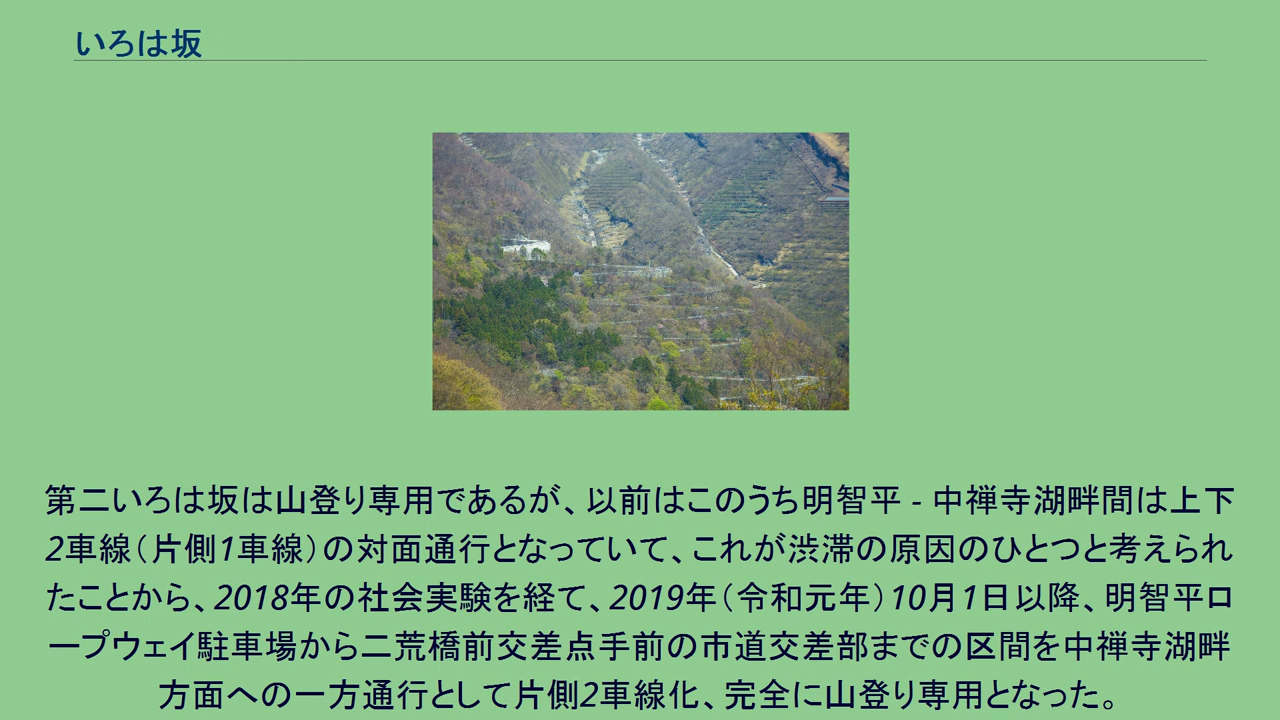 いろは坂
第二いろは坂は山登り専用であるが、以前はこのうち明智平 - 中禅寺湖畔間は上下
2車線（片側1車線）の対面通行となっていて、これが渋滞の原因のひとつと考えられ
たことから、2018年の社会実験を経て、2019年（令和元年）10月1日以降、明智平ロ
ープウェイ駐車場から二荒橋前交差点手前の市道交差部までの区間を中禅寺湖畔
方面への一方通行として片側2車線化、完全に山登り専用となった。